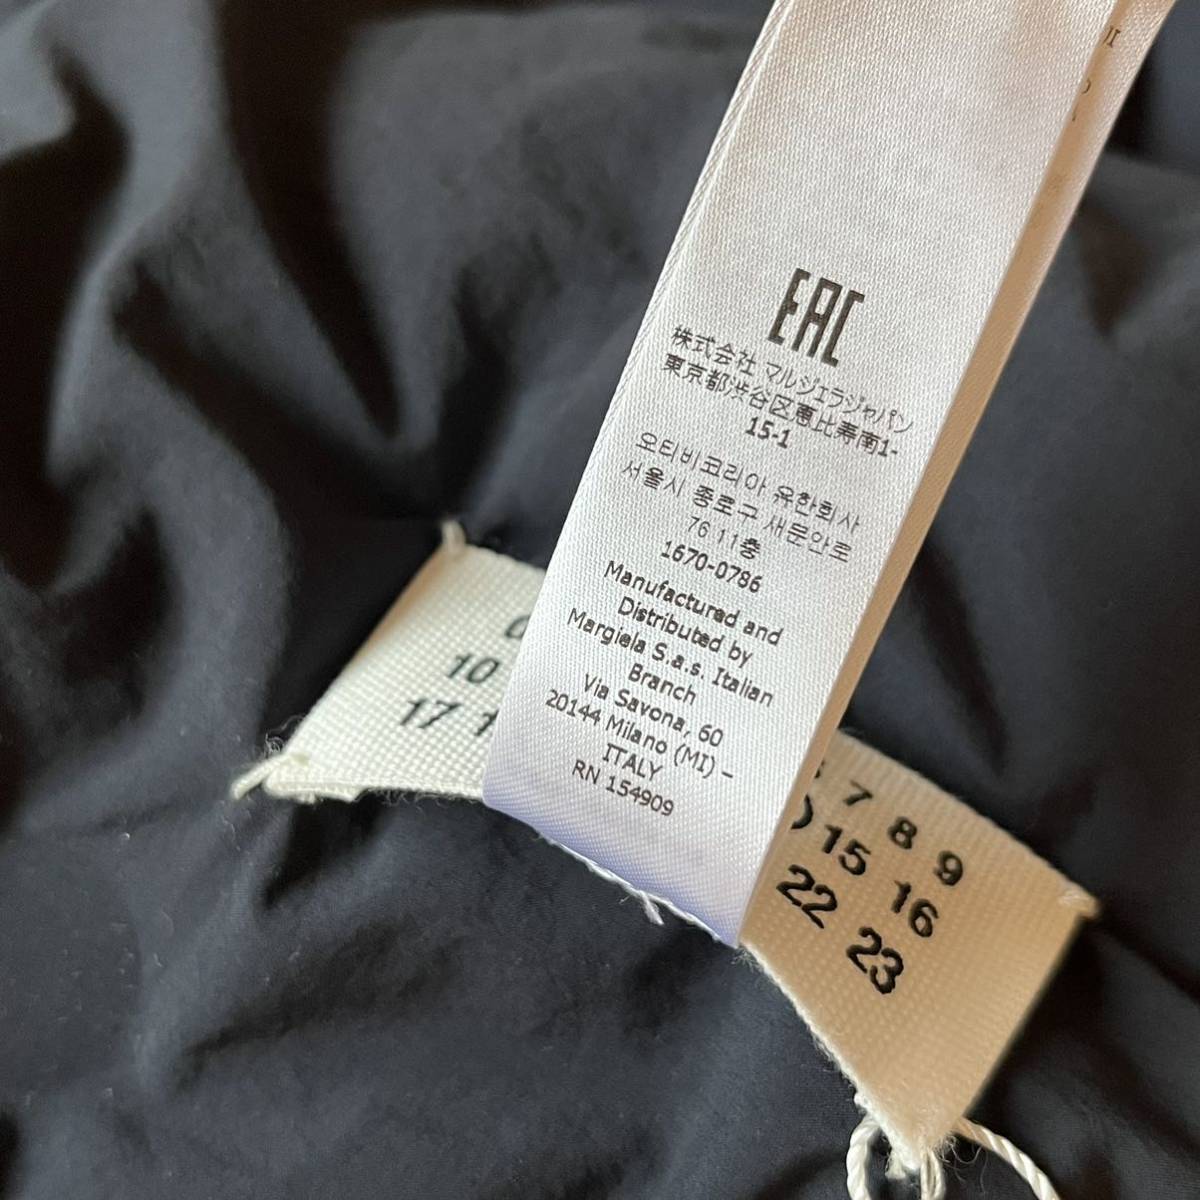 EAC
株式会社 マルジェラジャパン
東京都渋谷区恵比寿南1-
15-1
오티비코리아 유한회사
서울시 종로구 새문안로
76 11층
1670-0786
Manufactured and
Distributed by
Margiela S.a.s. Italian
Branch
Via Savona, 60
20144 Milano (MI) –
ITALY
RN 154909
7 8 9
10 15 16
17 22 23